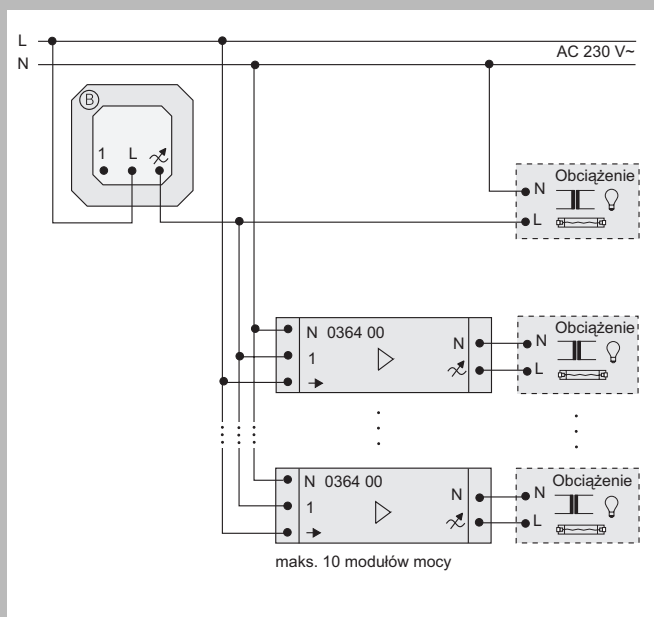 L
AC 230 V~
N
B
1 L
Obciążenie
N
L
N 0364 00
1
N
Obciążenie
N
L
N 0364 00
1
N
Obciążenie
N
L
maks. 10 modułów mocy